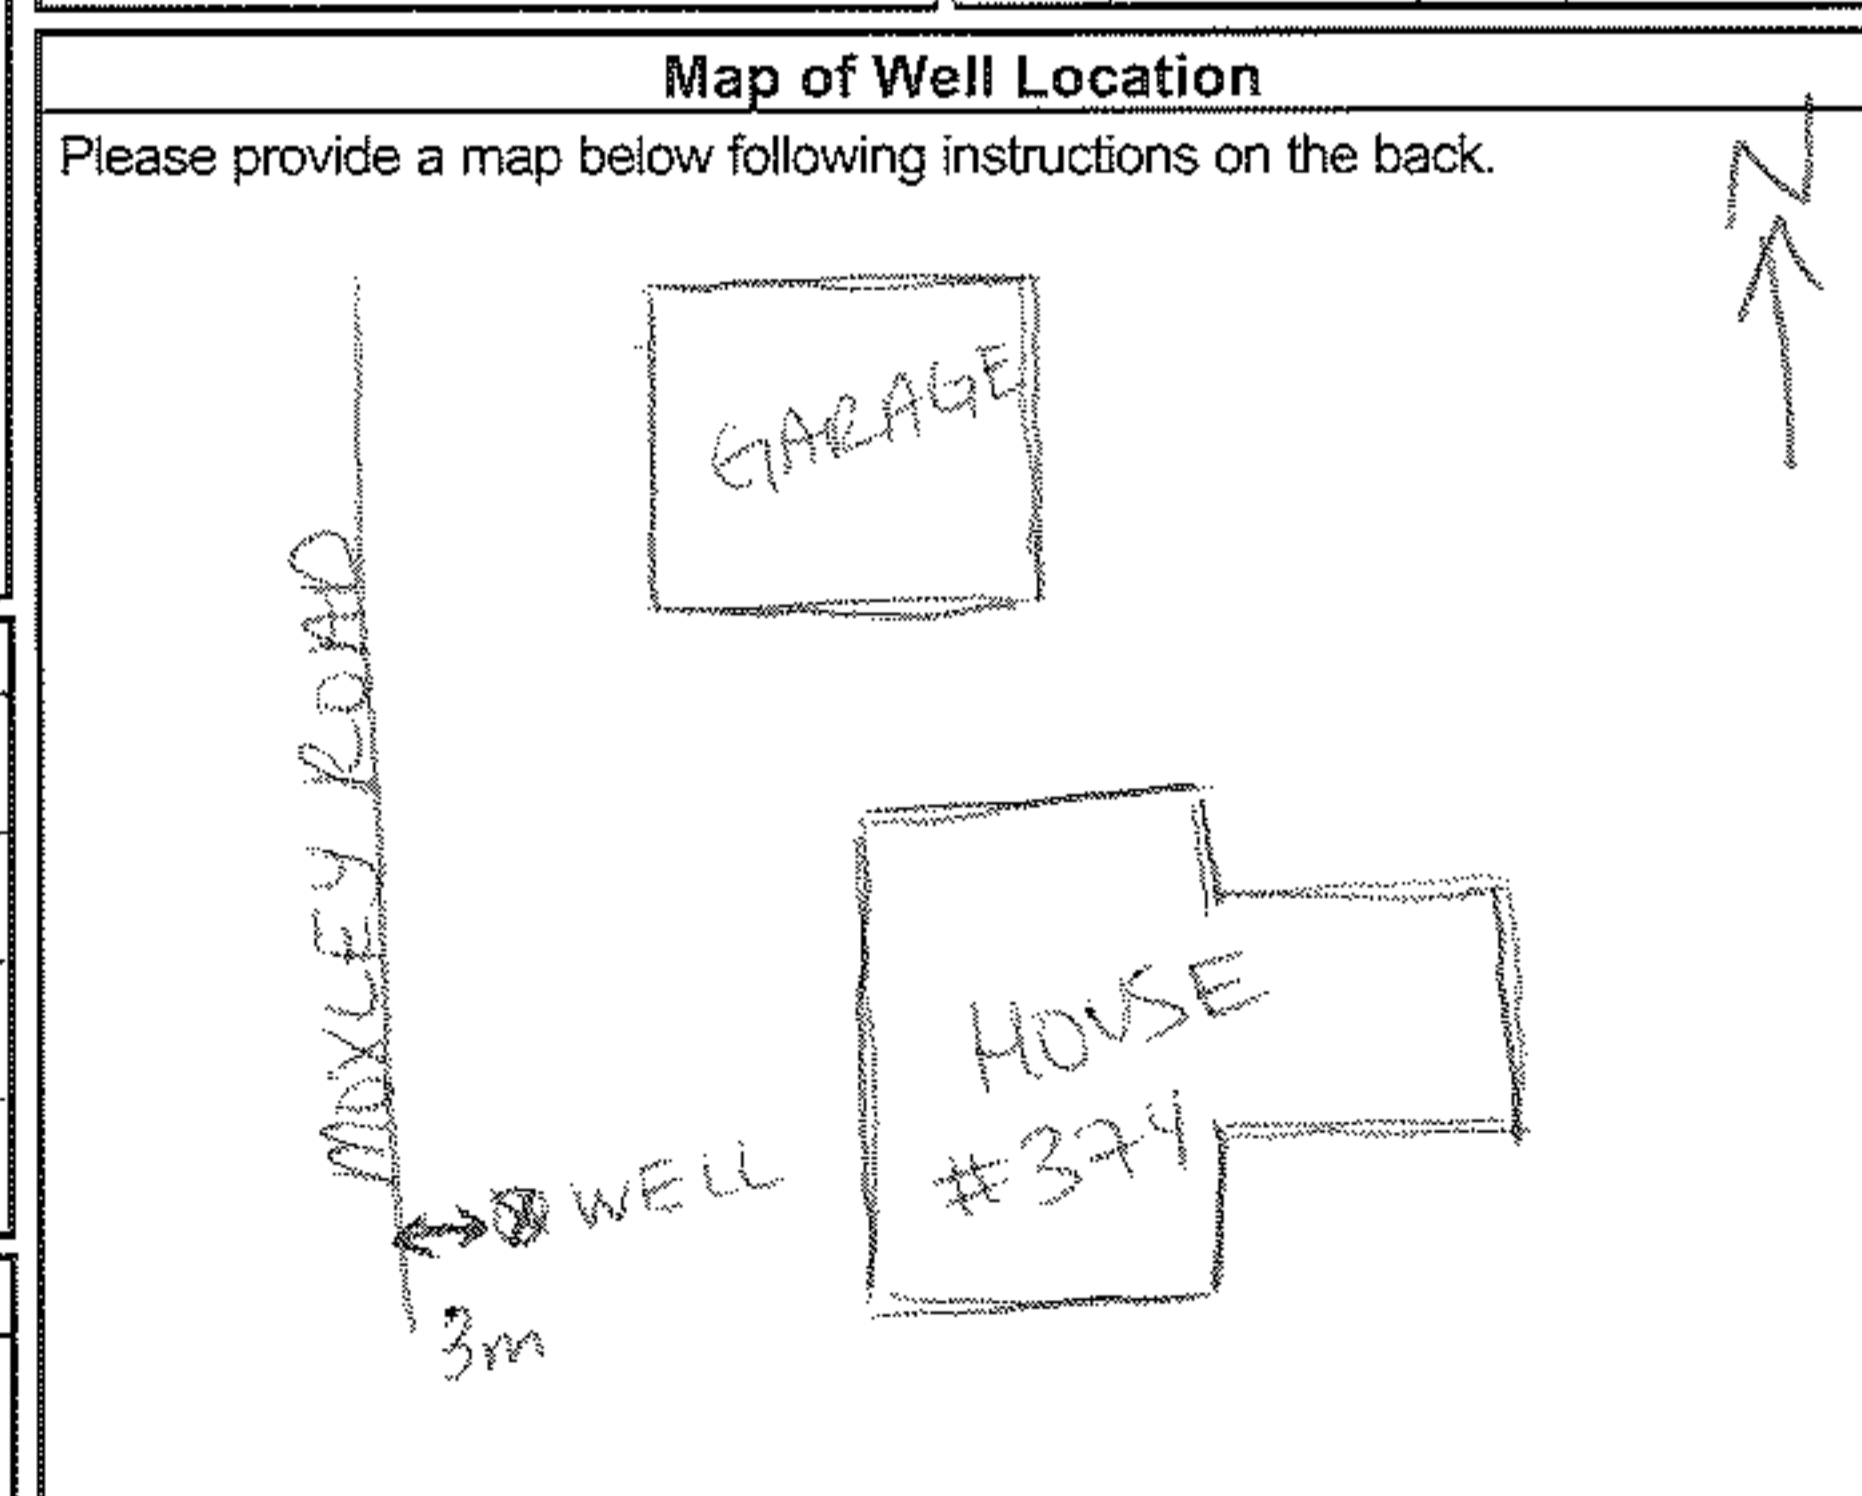 Map of Well Location
Please provide a map below following instructions on the back.
N
GARAGE
MOXLEY ROAD
HOUSE
#374
WELL
3m